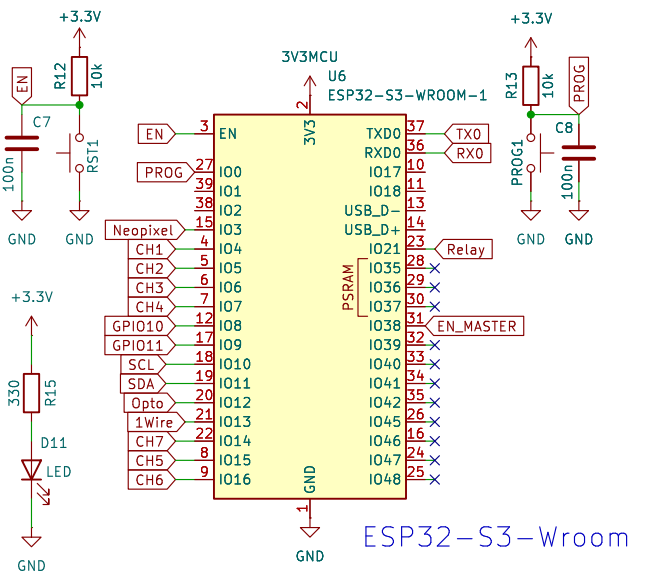 +3.3V
R12
10k
EN
C7
100n
RST1
GND
GND
3V3MCU
U6
ESP32-S3-WROOM-1
2
3V3
EN 3 EN
PROG 27 IO0
39 IO1
38 IO2
Neopixel 15 IO3
CH1 4 IO4
CH2 5 IO5
CH3 6 IO6
CH4 7 IO7
GPIO10 12 IO8
GPIO11 17 IO9
SCL 18 IO10
SDA 19 IO11
Opto 20 IO12
1Wire 21 IO13
CH7 22 IO14
CH5 8 IO15
CH6 9 IO16
TXD0 37 TX0
RXD0 36 RX0
IO17 10
IO18 11
USB_D- 13
USB_D+ 14
IO21 23 Relay
PSRAM
IO35 28
IO36 29
IO37 30
IO38 31 EN_MASTER
IO39 32
IO40 33
IO41 34
IO42 35
IO45 26
IO46 16
IO47 24
IO48 25
GND
1
GND
+3.3V
R13
10k
PROG
C8
100n
PROG1
GND
GND
+3.3V
330
R15
D11
LED
GND
ESP32-S3-Wroom